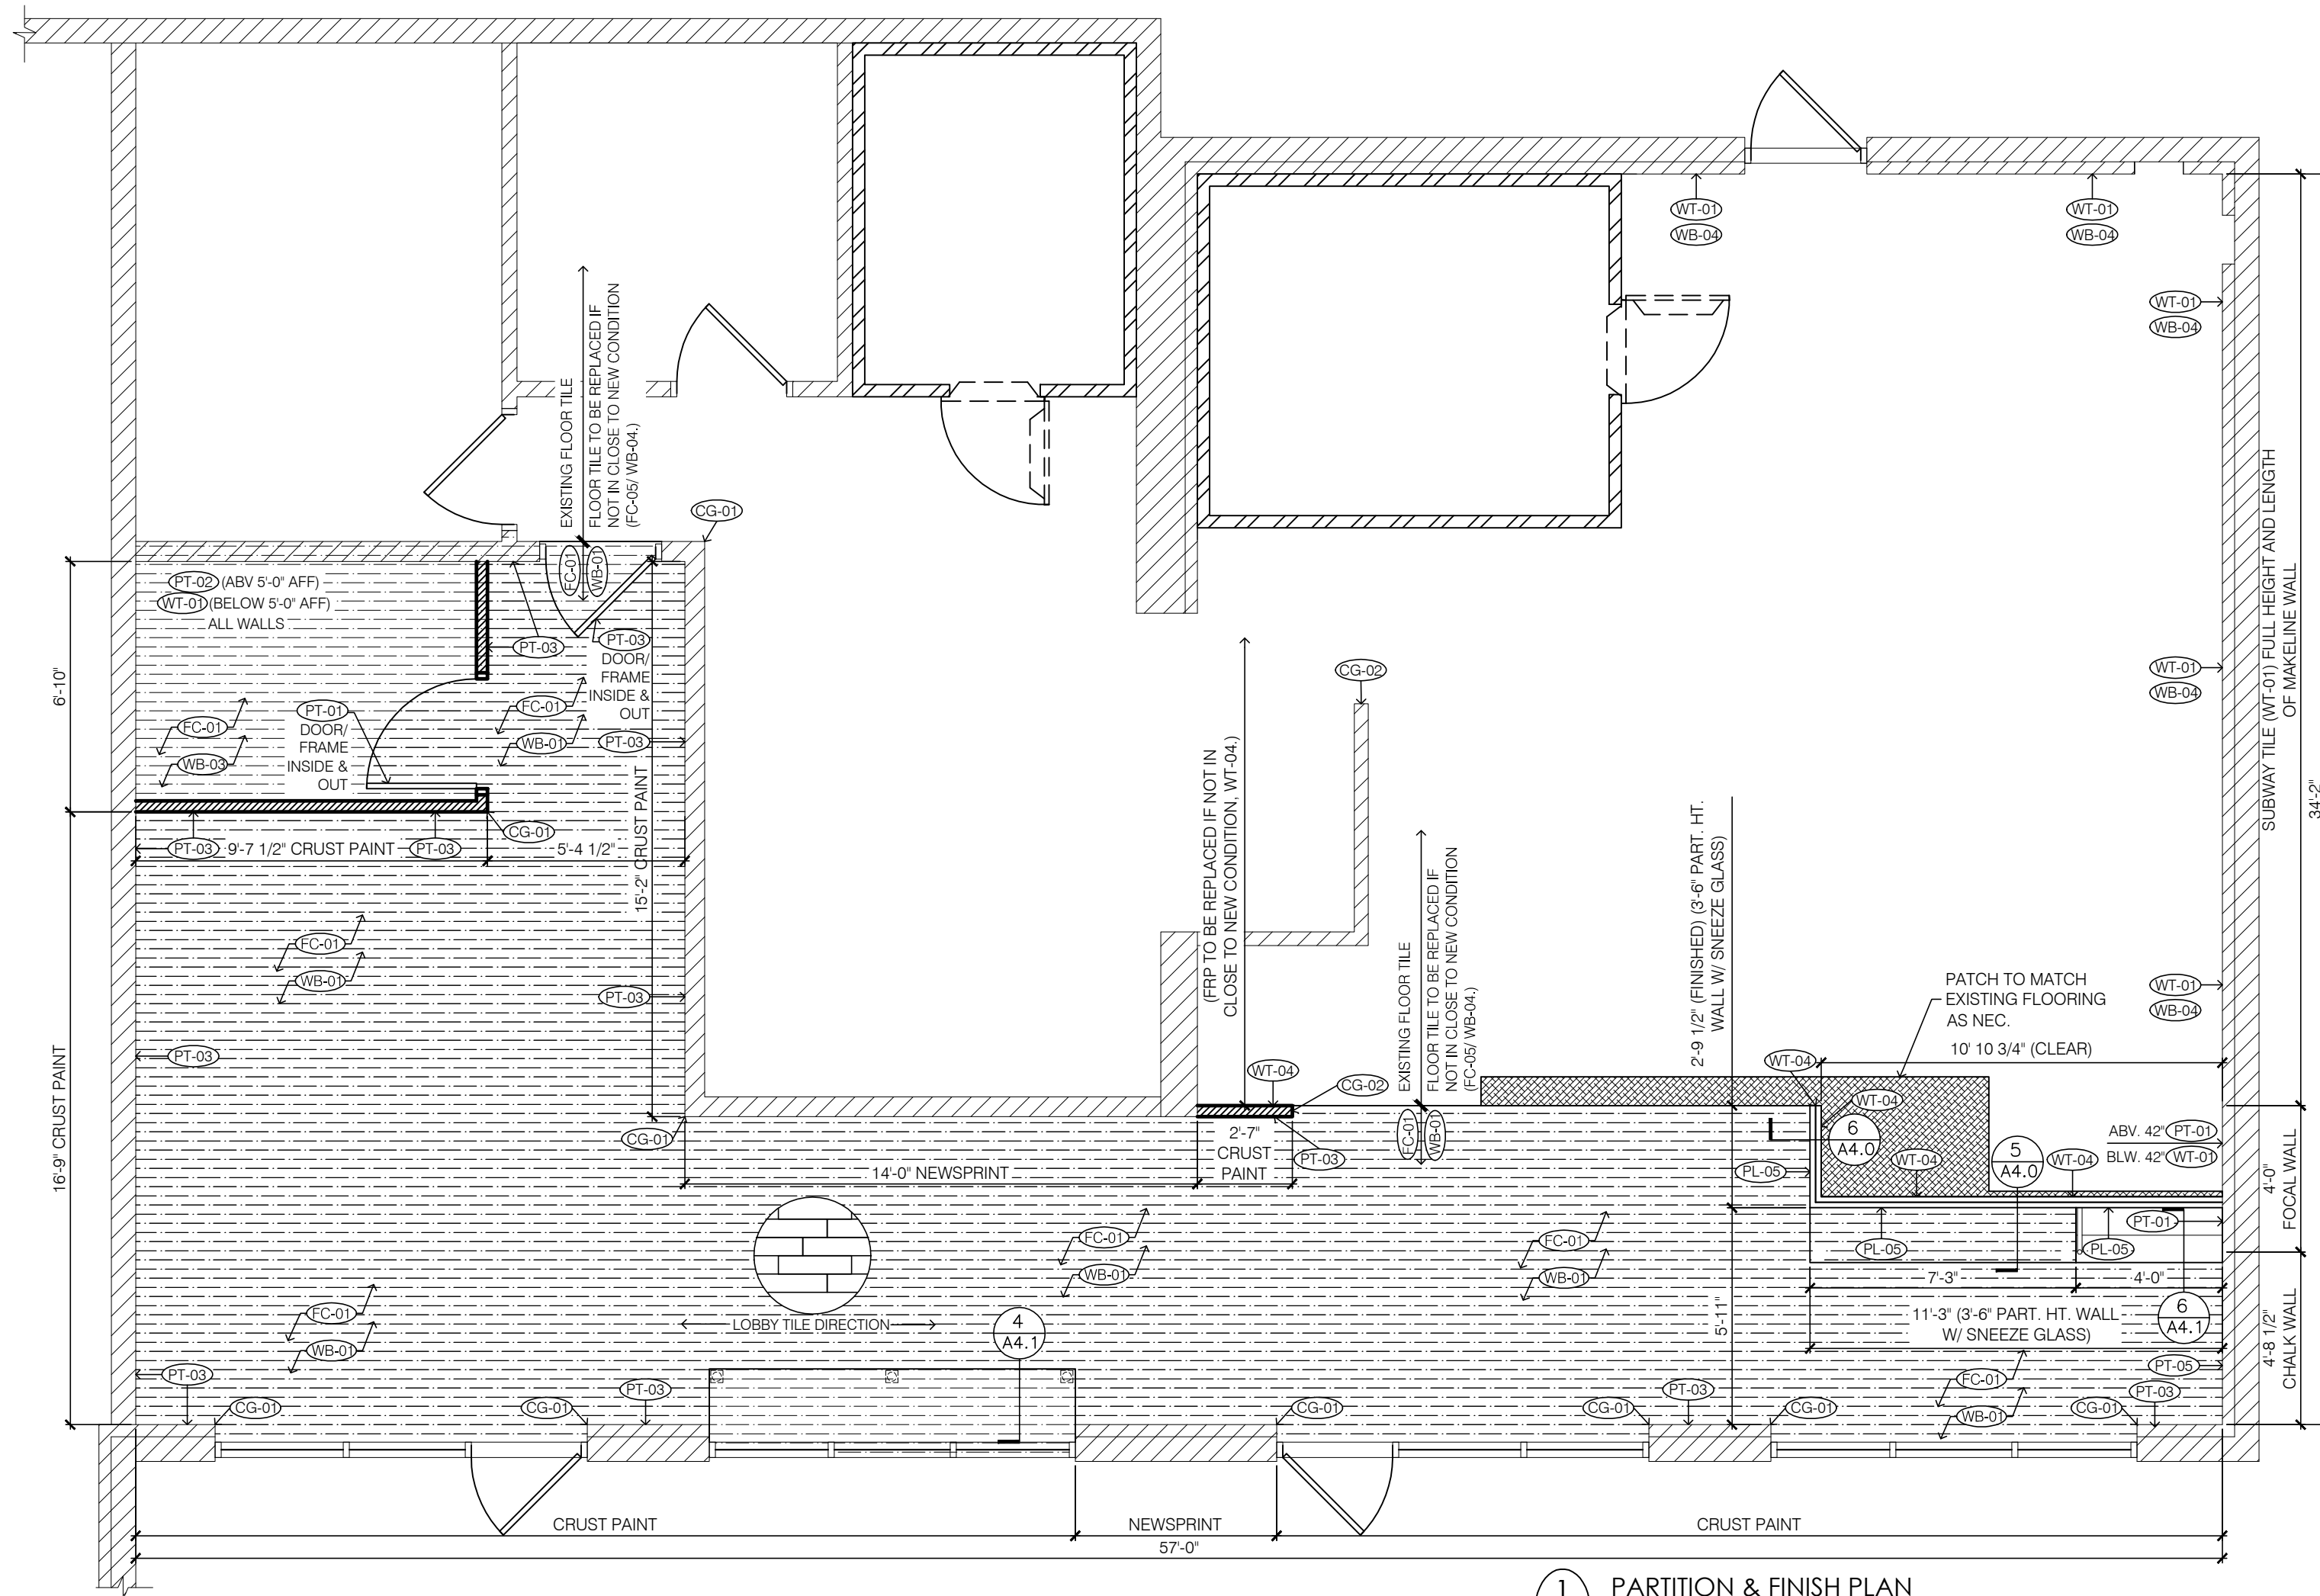 WT-01
WB-04
WT-01
WB-04
WT-01
WB-04
EXISTING FLOOR TILE
FLOOR TILE TO BE REPLACED IF
NOT IN CLOSE TO NEW CONDITION
(FC-05/ WB-04.)
SUBWAY TILE (WT-01) FULL HEIGHT AND LENGTH
OF MAKELINE WALL
34'-2"
CG-01
FC-01
WB-01
PT-02 (ABV 5'-0" AFF)
WT-01 (BELOW 5'-0" AFF)
ALL WALLS
6'-10"
PT-03
PT-03
DOOR/
FRAME
INSIDE &
OUT
FC-01
WB-01
PT-03
PT-01
DOOR/
FRAME
INSIDE &
OUT
FC-01
WB-03
CG-02
WT-01
WB-04
(FRP TO BE REPLACED IF NOT IN
CLOSE TO NEW CONDITION, WT-04.)
15'-2" CRUST PAINT
CG-01
PT-03
9'-7 1/2" CRUST PAINT
PT-03
5'-4 1/2"
2'-9 1/2" (FINISHED) (3'-6" PART. HT.
WALL W/ SNEEZE GLASS)
EXISTING FLOOR TILE
FLOOR TILE TO BE REPLACED IF
NOT IN CLOSE TO NEW CONDITION
(FC-05/ WB-04.)
FC-01
WB-01
PT-03
WT-01
WB-04
PATCH TO MATCH
EXISTING FLOORING
AS NEC.
10' 10 3/4" (CLEAR)
16'-9" CRUST PAINT
PT-03
WT-04
CG-02
WT-04
WT-04
FC-01
WB-01
6
A4.0
5
A4.0
ABV. 42" PT-01
BLW. 42" WT-01
WT-04
WT-04
CG-01
2'-7"
CRUST
PAINT
PT-03
14'-0" NEWSPRINT
PL-05
4'-0"
FOCAL WALL
PT-01
PL-05
PL-05
FC-01
WB-01
FC-01
WB-01
7'-3"
4'-0"
FC-01
WB-01
LOBBY TILE DIRECTION
4
A4.1
5'-11"
11'-3" (3'-6" PART. HT. WALL
W/ SNEEZE GLASS)
6
A4.1
4'-8 1/2"
CHALK WALL
PT-05
PT-03
PT-03
PT-03
FC-01
WB-01
PT-03
CG-01
CG-01
CG-01
CG-01
CG-01
CG-01
CRUST PAINT
NEWSPRINT
CRUST PAINT
57'-0"
1
PARTITION & FINISH PLAN